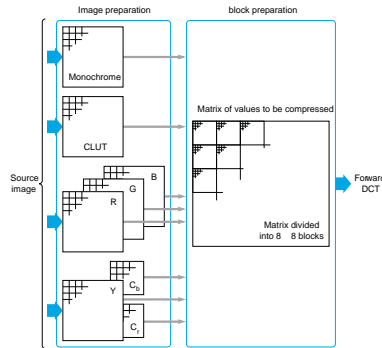 Image preparation
block preparation
Monochrome
Matrix of values to be compressed
CLUT
Source
image
B
G
R
Forward
DCT
Matrix divided
into 8 8 blocks
Y
Cb
Cr